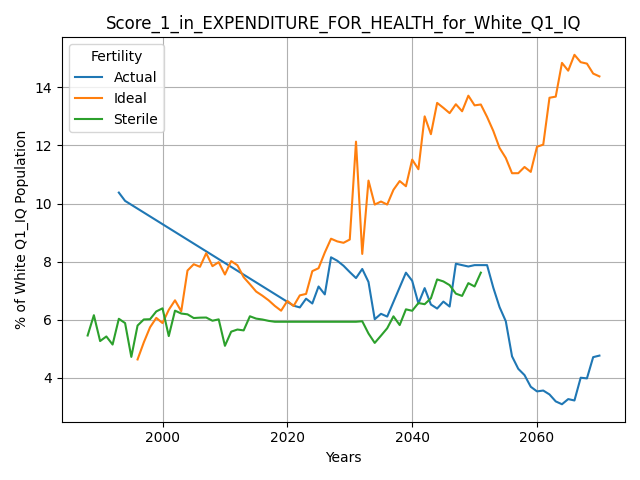 Score_1_in_EXPENDITURE_FOR_HEALTH_for_White_Q1_IQ
Fertility
Actual
Ideal
Sterile
% of White Q1_IQ Population
14
12
10
8
6
4
2000 2020 2040 2060
Years